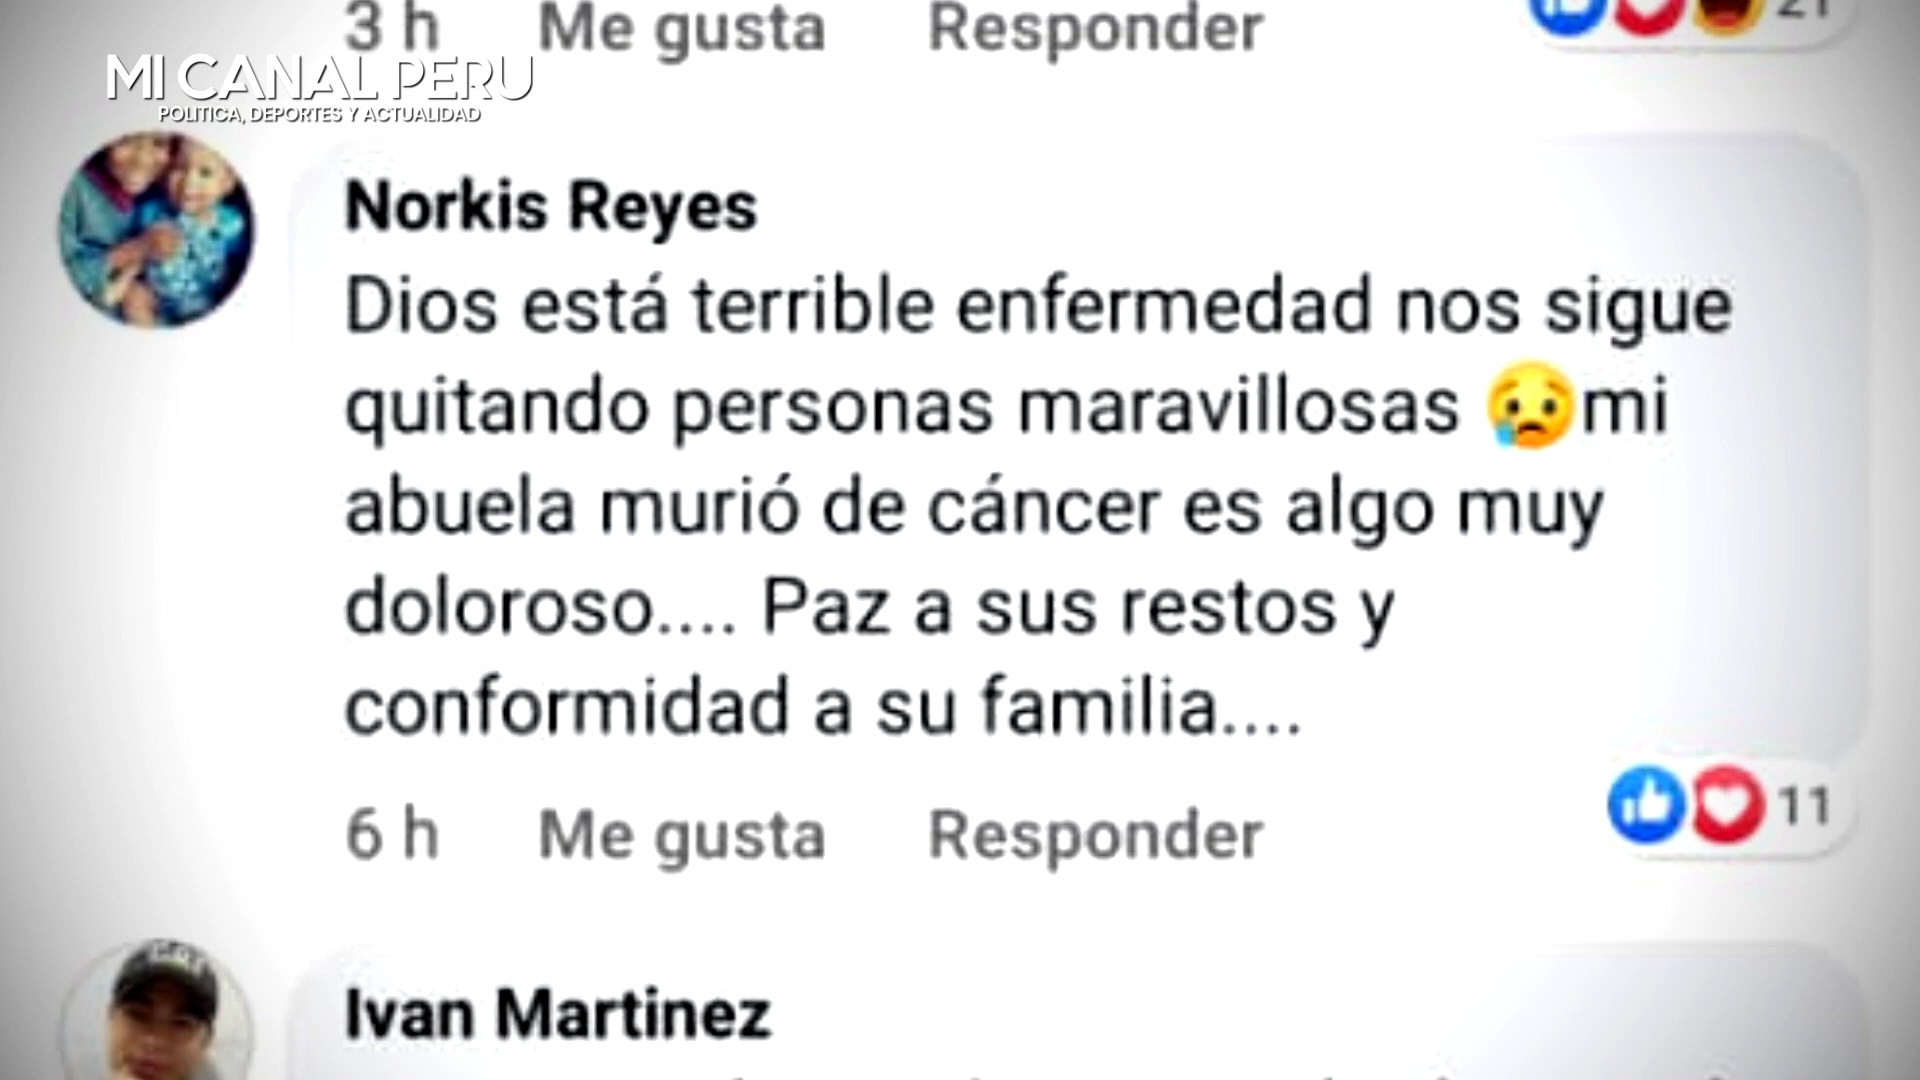 3 h Me gusta Responder 21
MI CANAL PERU
POLITICA, DEPORTES Y ACTUALIDAD
Norkis Reyes
Dios está terrible enfermedad nos sigue
quitando personas maravillosas 😥mi
abuela murió de cáncer es algo muy
doloroso.... Paz a sus restos y
conformidad a su familia....
6 h Me gusta Responder 11
Ivan Martinez